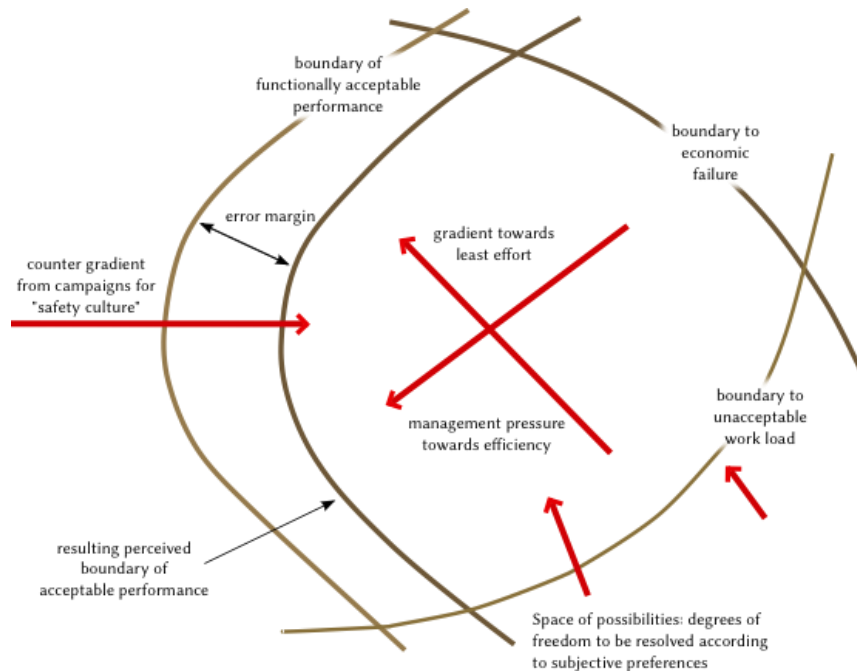 boundary of
functionally acceptable
performance
boundary to
economic
failure
error margin
gradient towards
least effort
counter gradient
from campaigns for
"safety culture"
management pressure
towards efficiency
boundary to
unacceptable
work load
resulting perceived
boundary of
acceptable performance
Space of possibilities: degrees of
freedom to be resolved according
to subjective preferences